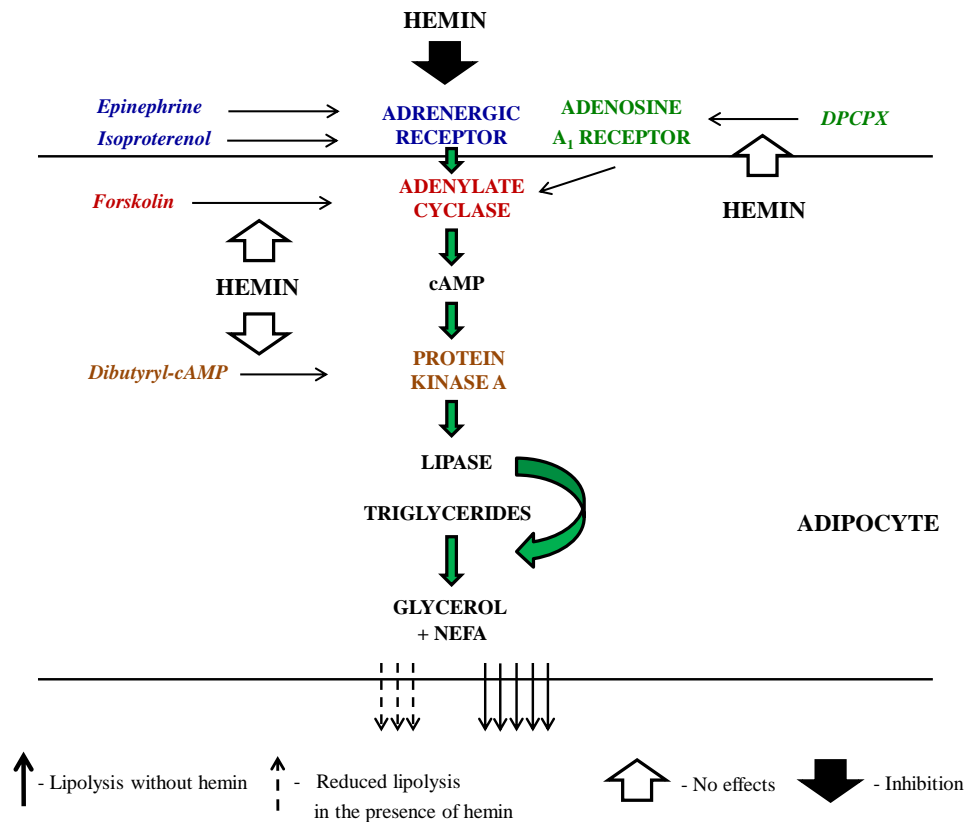 HEMIN
Epinephrine
Isoproterenol
ADRENERGIC
RECEPTOR
ADENOSINE
A₁ RECEPTOR
DPCPX
Forskolin
ADENYLATE
CYCLASE
HEMIN
HEMIN
cAMP
Dibutyryl-cAMP
PROTEIN
KINASE A
LIPASE
TRIGLYCERIDES
ADIPOCYTE
GLYCEROL
+ NEFA
- Lipolysis without hemin
- Reduced lipolysis
in the presence of hemin
- No effects
- Inhibition